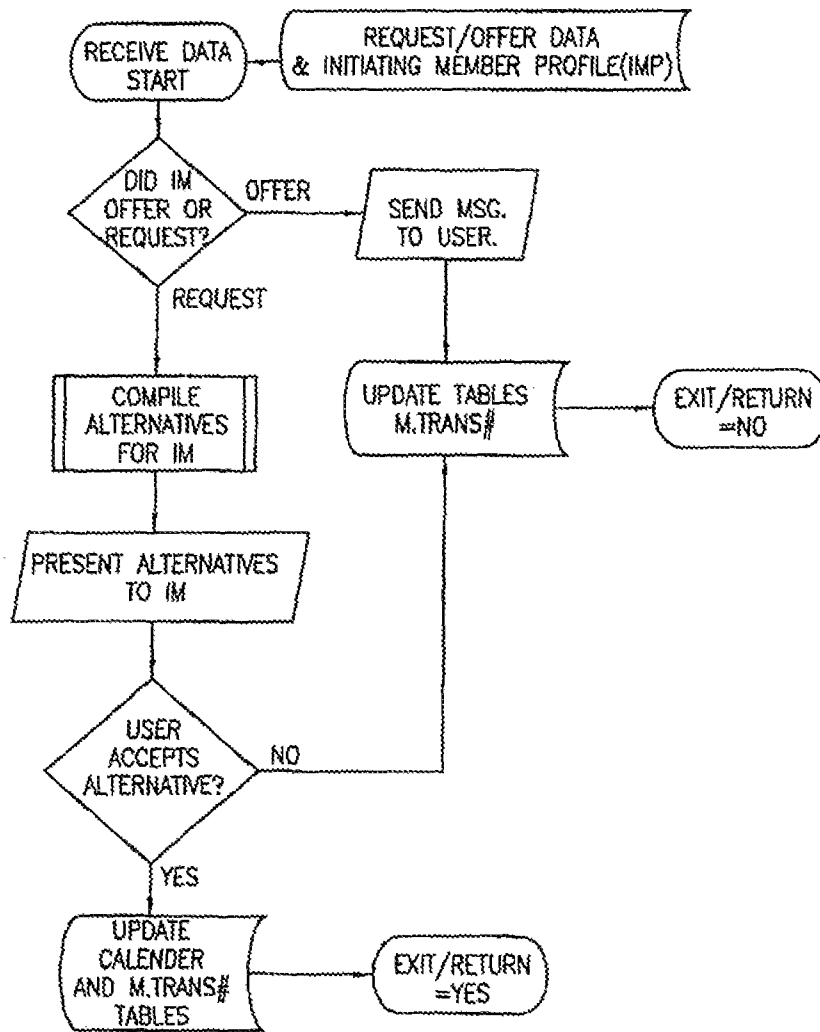 RECEIVE DATA
START
REQUEST/OFFER DATA
& INITIATING MEMBER PROFILE(IMP)
DID IM
OFFER OR
REQUEST?
OFFER
SEND MSG.
TO USER.
REQUEST
COMPILE
ALTERNATIVES
FOR IM
UPDATE TABLES
M.TRANS#
EXIT/RETURN
=NO
PRESENT ALTERNATIVES
TO IM
USER
ACCEPTS
ALTERNATIVE?
NO
YES
UPDATE
CALENDER
AND M.TRANS#
TABLES
EXIT/RETURN
=YES